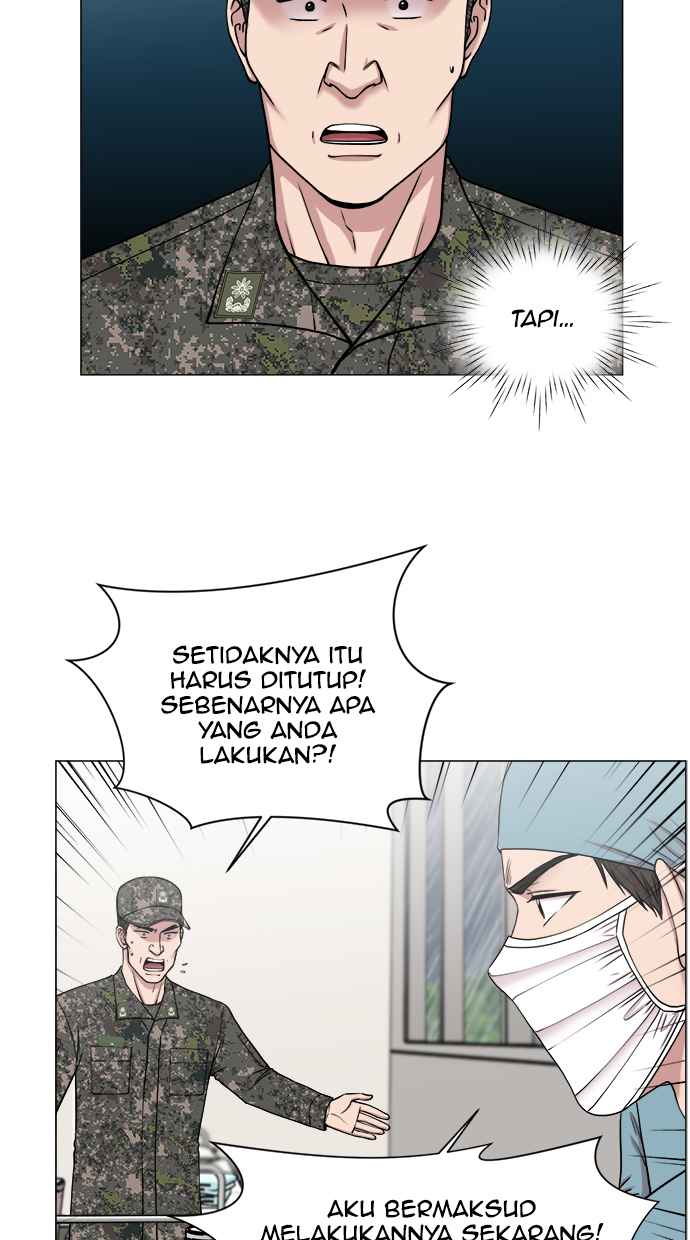 TAPI...
SETIDAKNYA ITU
HARUS DITUTUP!
SEBENARNYA APA
YANG ANDA
LAKUKAN?!
AKU BERMAKSUD
MELAKUKANNYA SEKARANG!